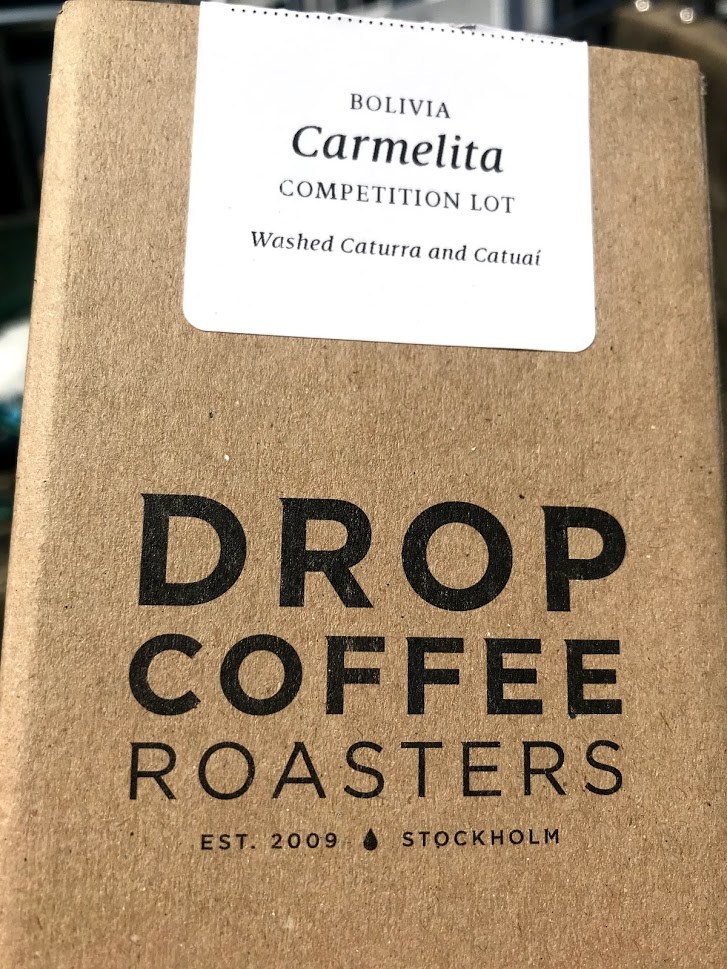 BOLIVIA
Carmelita
COMPETITION LOT
Washed Caturra and Catuaí
DROP
COFFEE
ROASTERS
EST. 2009 STOCKHOLM